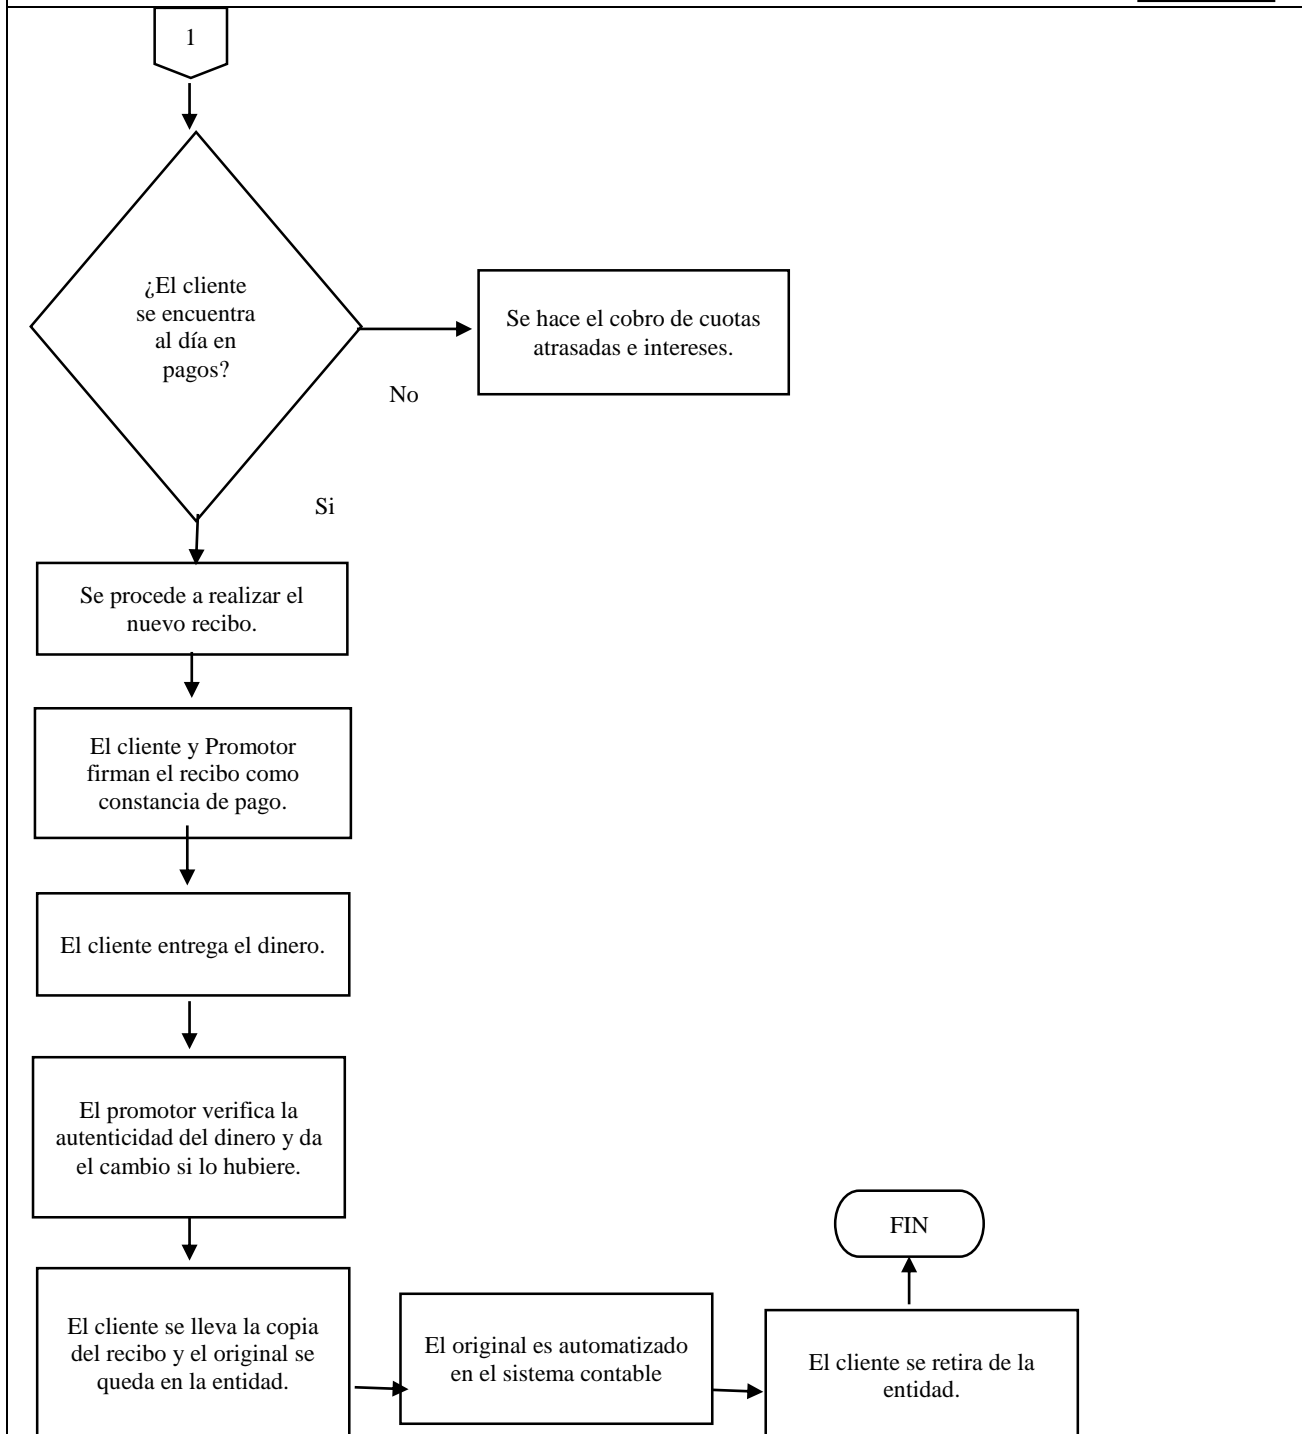 1
¿El cliente
se encuentra
al día en
pagos?
Se hace el cobro de cuotas
atrasadas e intereses.
No
Si
Se procede a realizar el
nuevo recibo.
El cliente y Promotor
firman el recibo como
constancia de pago.
El cliente entrega el dinero.
El promotor verifica la
autenticidad del dinero y da
el cambio si lo hubiere.
El cliente se lleva la copia
del recibo y el original se
queda en la entidad.
El original es automatizado
en el sistema contable
El cliente se retira de la
entidad.
FIN